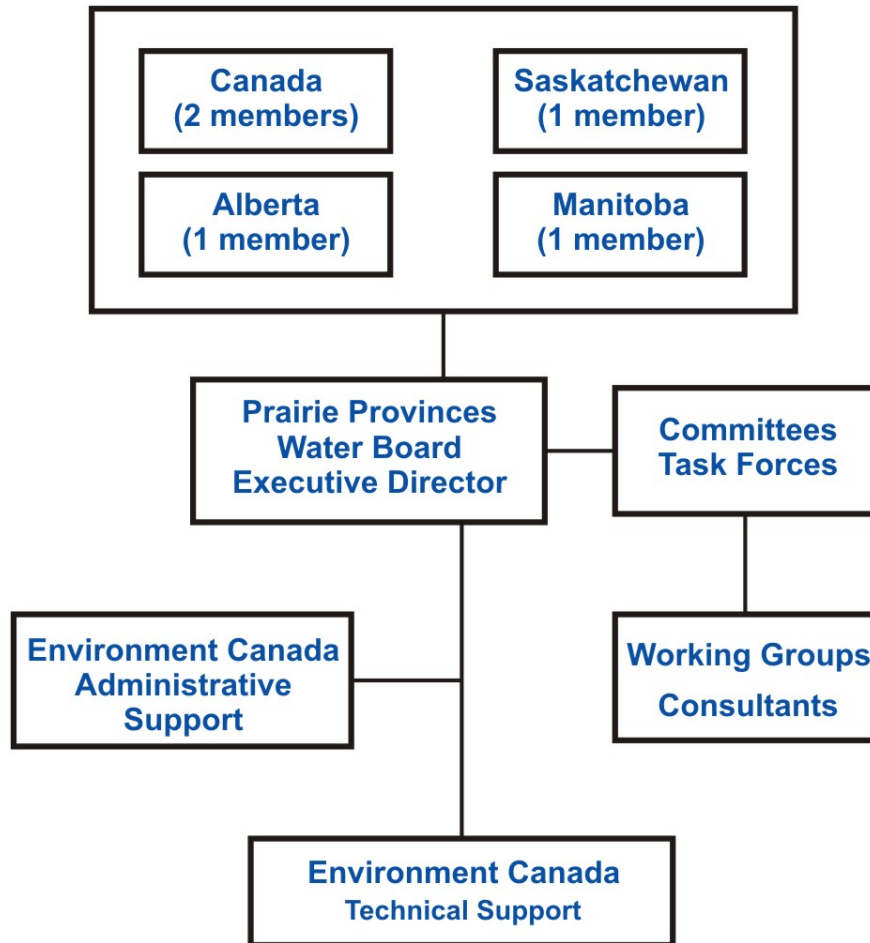 Canada
(2 members)
Saskatchewan
(1 member)
Alberta
(1 member)
Manitoba
(1 member)
Prairie Provinces
Water Board
Executive Director
Committees
Task Forces
Environment Canada
Administrative
Support
Working Groups
Consultants
Environment Canada
Technical Support